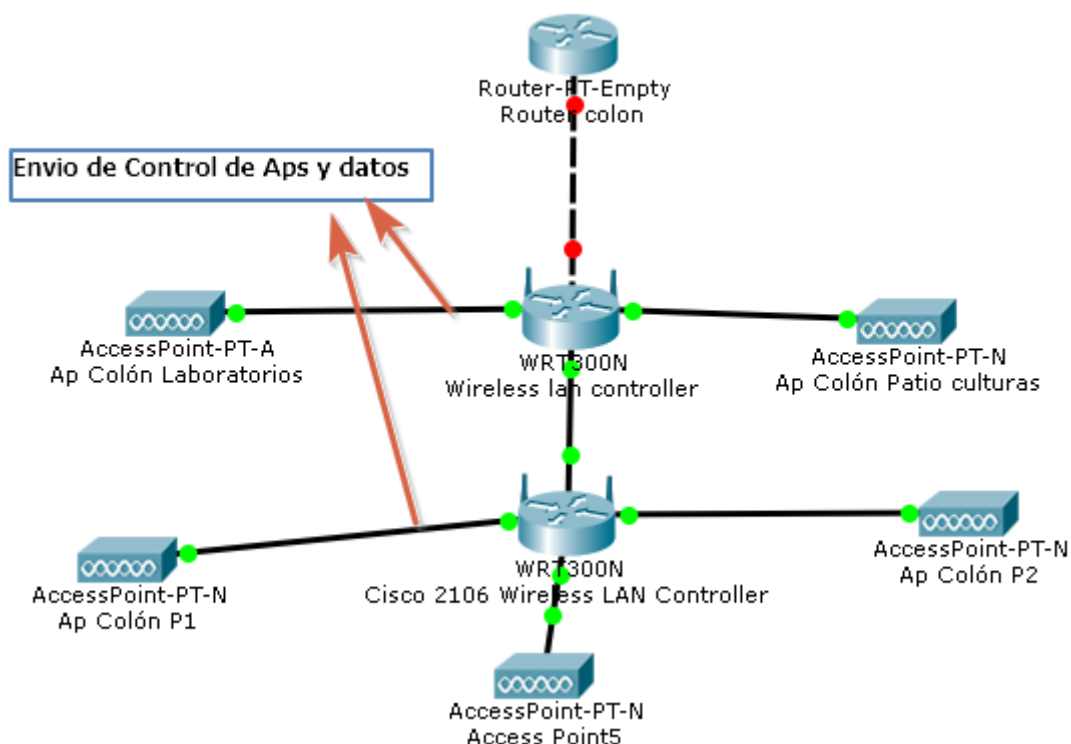 Router-PT-Empty
Router colon
Envio de Control de Aps y datos
AccessPoint-PT-A
Ap Colón Laboratorios
WRT300N
Wireless lan controller
AccessPoint-PT-N
Ap Colón Patio culturas
AccessPoint-PT-N
Ap Colón P1
WRT300N
Cisco 2106 Wireless LAN Controller
AccessPoint-PT-N
Ap Colón P2
AccessPoint-PT-N
Access Point5